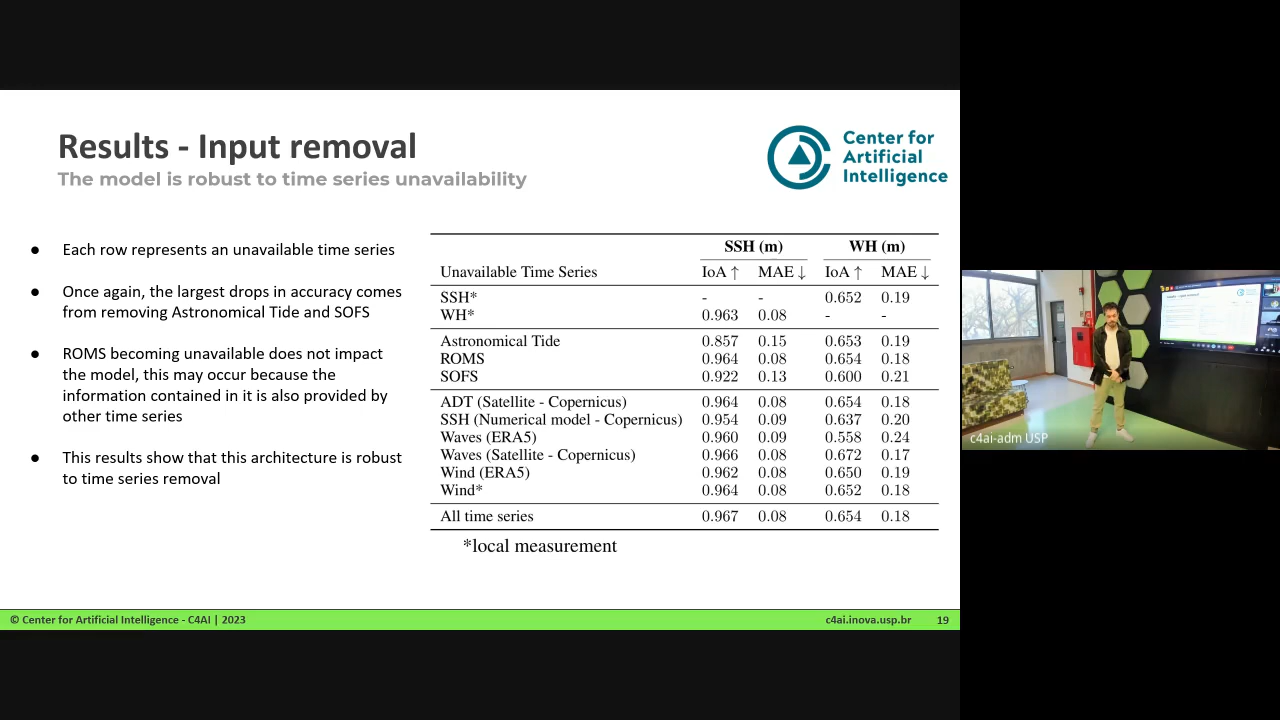 Results - Input removal
The model is robust to time series unavailability
Center for
Artificial
Intelligence
● Each row represents an unavailable time series
● Once again, the largest drops in accuracy comes
from removing Astronomical Tide and SOFS
● ROMS becoming unavailable does not impact
the model, this may occur because the
information contained in it is also provided by
other time series
● This results show that this architecture is robust
to time series removal
SSH (m) WH (m)
Unavailable Time Series IoA ↑ MAE ↓ IoA ↑ MAE ↓
SSH* - - 0.652 0.19
WH* 0.963 0.08 - -
Astronomical Tide 0.857 0.15 0.653 0.19
ROMS 0.964 0.08 0.654 0.18
SOFS 0.922 0.13 0.600 0.21
ADT (Satellite - Copernicus) 0.964 0.08 0.654 0.18
SSH (Numerical model - Copernicus) 0.954 0.09 0.637 0.20
Waves (ERA5) 0.960 0.09 0.558 0.24
Waves (Satellite - Copernicus) 0.966 0.08 0.672 0.17
Wind (ERA5) 0.962 0.08 0.650 0.19
Wind* 0.964 0.08 0.652 0.18
All time series 0.967 0.08 0.654 0.18
*local measurement
© Center for Artificial Intelligence - C4AI | 2023
c4ai.inova.usp.br 19
c4ai-adm USP